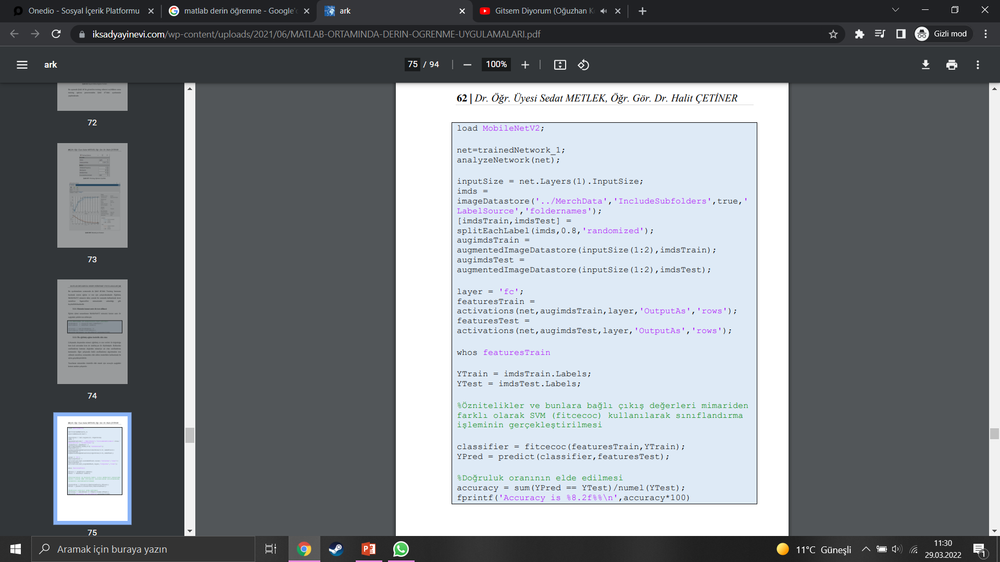 Onedio - Sosyal İçerik Platformu
matlab derin öğrenme - Google'd
ark
Gitsem Diyorum (Oğuzhan K
iksadyayinevi.com/wp-content/uploads/2021/06/MATLAB-ORTAMINDA-DERIN-OGRENME-UYGULAMALARI.pdf
Gizli mod
ark
75 / 94
100%
72
73
74
75
62 | Dr. Öğr. Üyesi Sedat METLEK, Öğr. Gör. Dr. Halit ÇETİNER
load MobileNetV2;
net=trainedNetwork_1;
analyzeNetwork(net);
inputSize = net.Layers(1).InputSize;
imds =
imageDatastore('../MerchData','IncludeSubfolders',true,'
LabelSource','foldernames');
[imdsTrain,imdsTest] =
splitEachLabel(imds,0.8,'randomized');
augimdsTrain =
augmentedImageDatastore(inputSize(1:2),imdsTrain);
augimdsTest =
augmentedImageDatastore(inputSize(1:2),imdsTest);
layer = 'fc';
featuresTrain =
activations(net,augimdsTrain,layer,'OutputAs','rows');
featuresTest =
activations(net,augimdsTest,layer,'OutputAs','rows');
whos featuresTrain
YTrain = imdsTrain.Labels;
YTest = imdsTest.Labels;
%Öznitelikler ve bunlara bağlı çıkış değerleri mimariden
farklı olarak SVM (fitcecoc) kullanılarak sınıflandırma
işleminin gerçekleştirilmesi
classifier = fitcecoc(featuresTrain,YTrain);
YPred = predict(classifier,featuresTest);
%Doğruluk oranının elde edilmesi
accuracy = sum(YPred == YTest)/numel(YTest);
fprintf('Accuracy is %8.2f%%\n',accuracy*100)
Aramak için buraya yazın
11°C Güneşli
11:30
29.03.2022
1